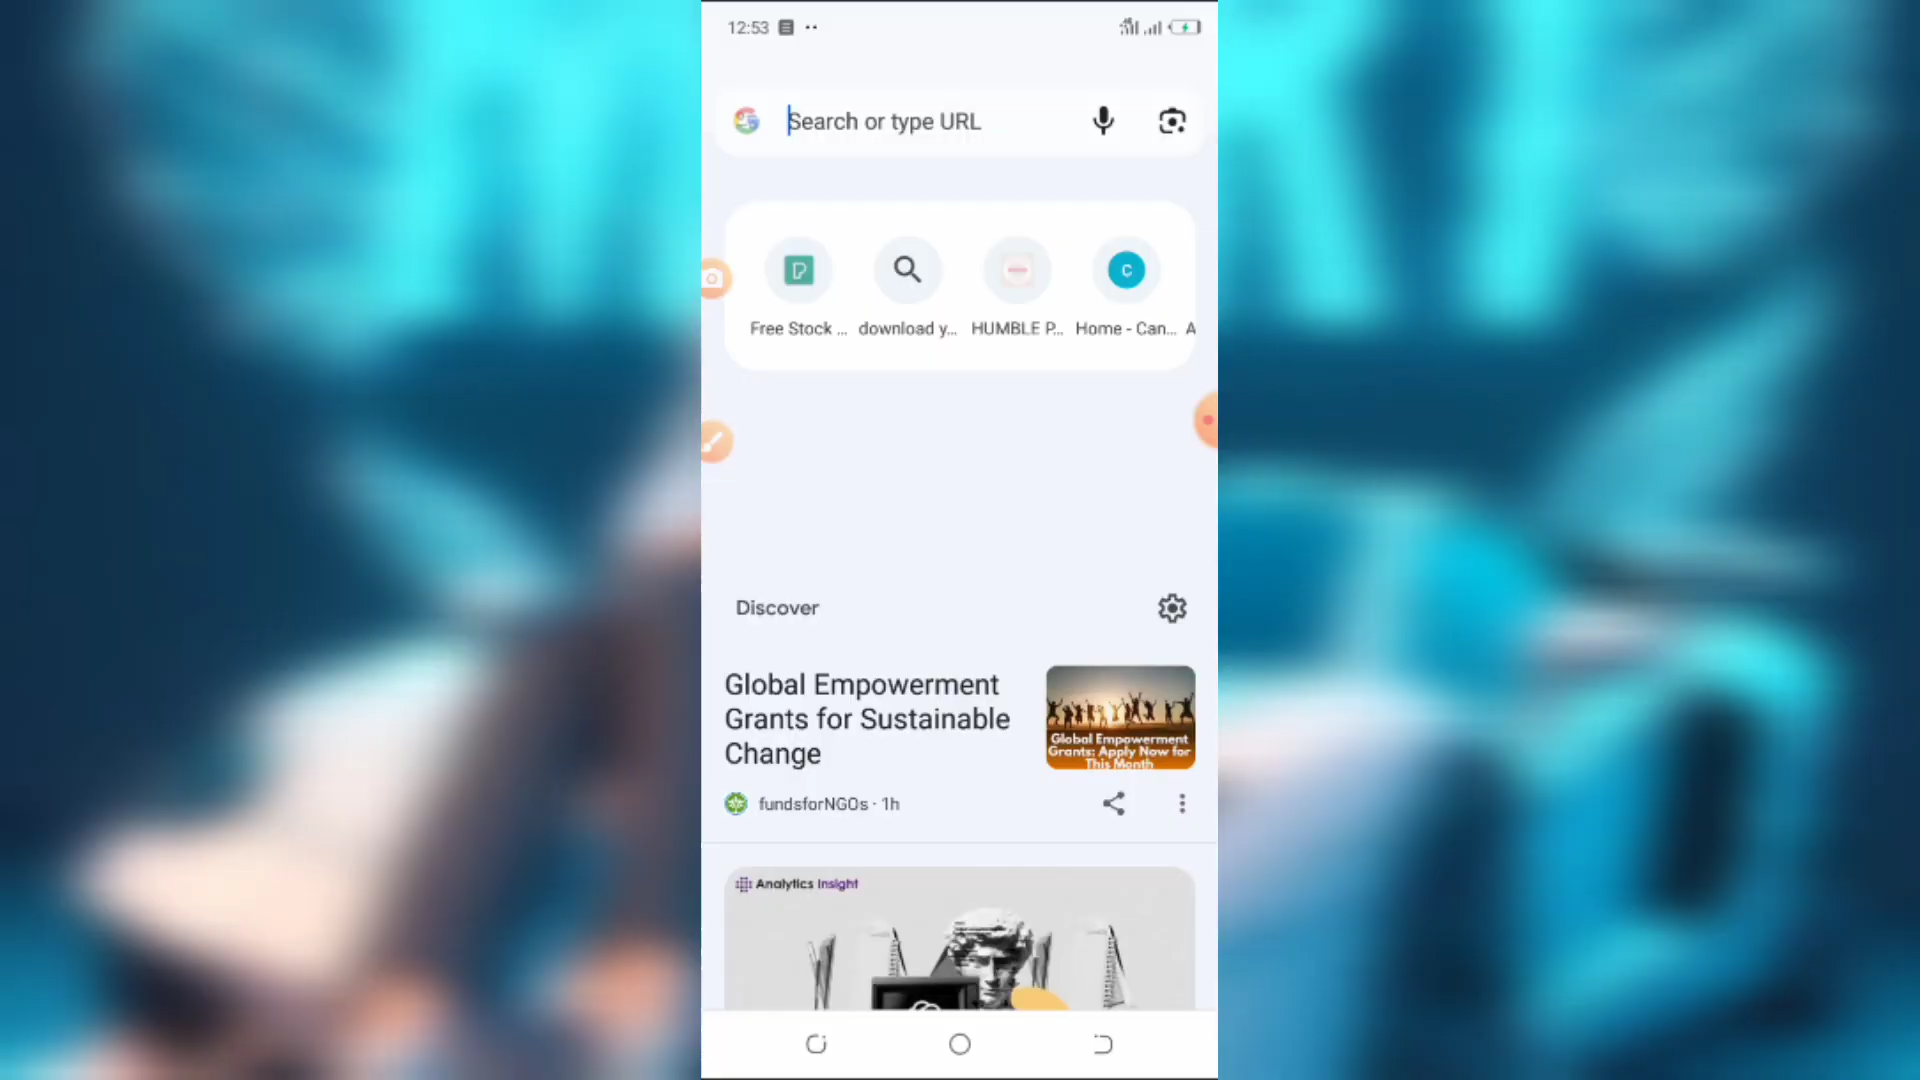 12:53
Search or type URL
Free Stock ... download y... HUMBLE P... Home - Can... A
C
Discover
Global Empowerment
Grants for Sustainable
Change
Global Empowerment
Grants: Apply Now for
This Month
fundsforNGOs · 1h
Analytics Insight